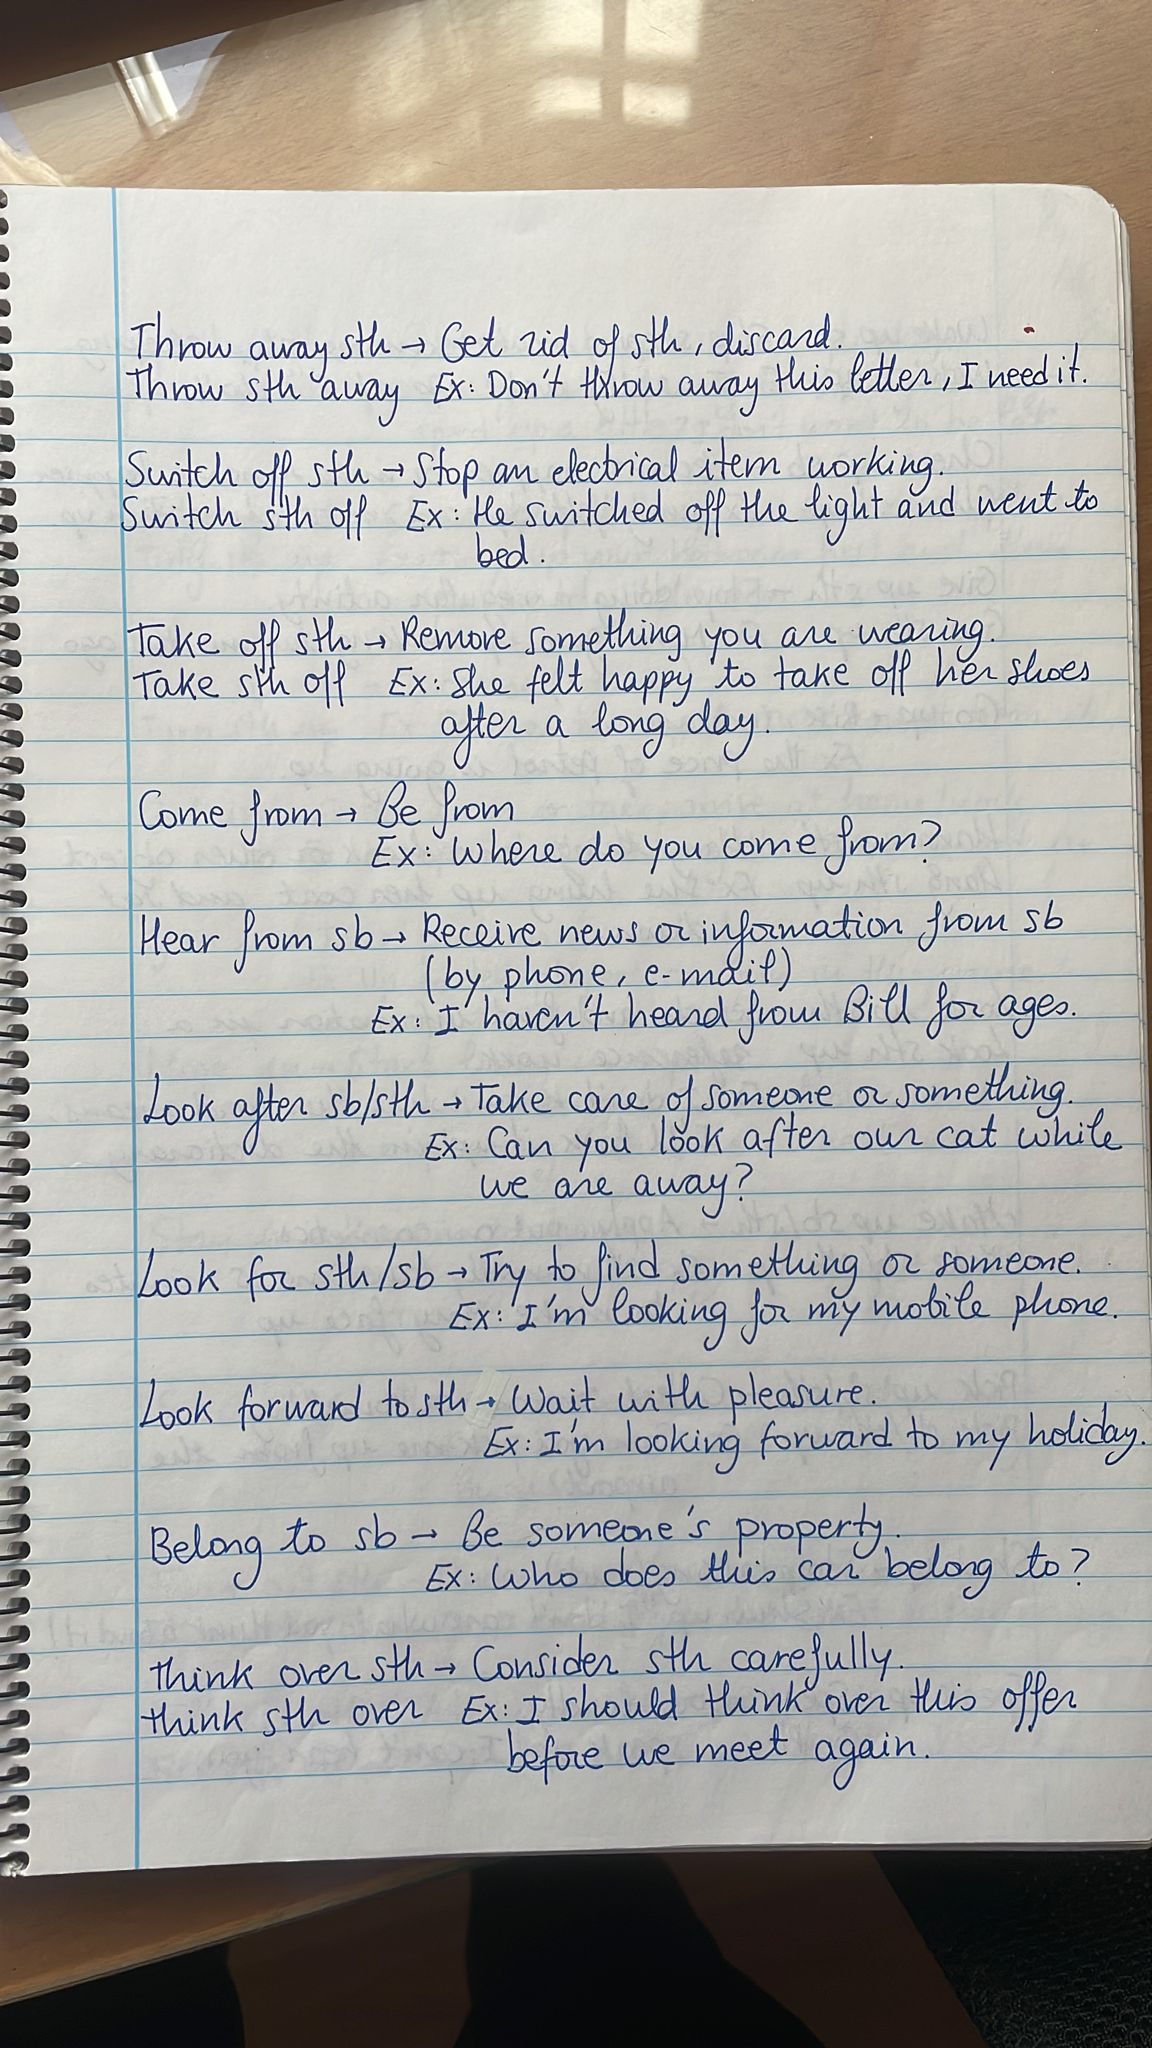 Throw away sth → Get rid of sth, discard.
Throw sth away Ex: Don't throw away this letter, I need it.
Switch off sth → Stop an electrical item working.
Switch sth off Ex: He switched off the light and went to
bed.
Take off sth → Remove something you are wearing.
Take sth off Ex: She felt happy to take off her shoes
after a long day.
Come from → Be from
Ex: Where do you come from?
Hear from sb → Receive news or information from sb
(by phone, e-mail)
Ex: I haven't heard from Bill for ages.
Look after sb/sth → Take care of someone or something.
Ex: Can you look after our cat while
we are away?
Look for sth/sb → Try to find something or someone.
Ex: I'm looking for my mobile phone.
Look forward to sth → Wait with pleasure.
Ex: I'm looking forward to my holiday.
Belong to sb → Be someone's property.
Ex: Who does this car belong to?
Think over sth → Consider sth carefully.
Think sth over Ex: I should think over this offer
before we meet again.